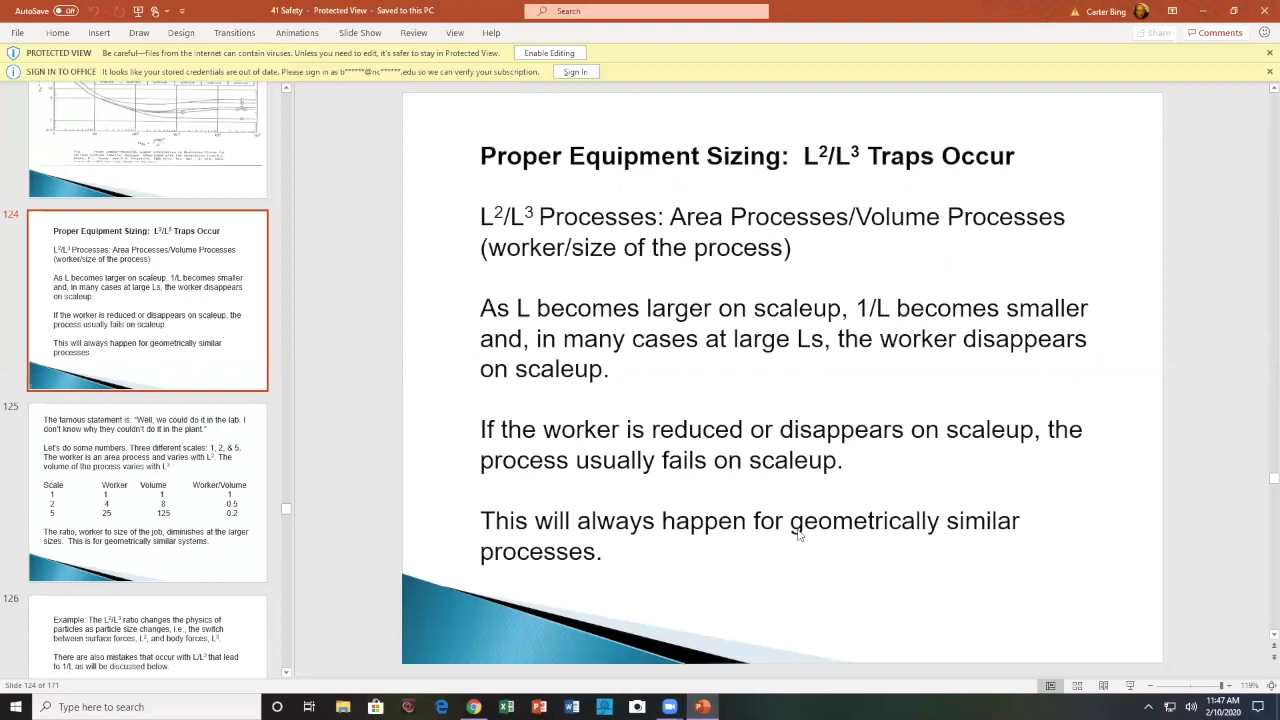 AutoSave Off 41 Safety - Protected View - Saved to this PC Search Carter Bing
File Home Insert Draw Design Transitions Animations Slide Show Review View Help Share Comments
PROTECTED VIEW Be careful—files from the Internet can contain viruses. Unless you need to edit, it's safer to stay in Protected View. Enable Editing
SIGN IN TO OFFICE It looks like your stored credentials are out of date. Please sign in as b******@nc******.edu so we can verify your subscription. Sign In
124
Proper Equipment Sizing: L²/L³ Traps Occur
L²/L³ Processes: Area Processes/Volume Processes
(worker/size of the process)
As L becomes larger on scaleup, 1/L becomes smaller
and, in many cases at large Ls, the worker disappears
on scaleup.
If the worker is reduced or disappears on scaleup, the
process usually fails on scaleup.
This will always happen for geometrically similar
processes.
125
The famous statement is: “Well, we could do it in the lab. I
don’t know why they couldn’t do it in the plant.”
Let’s do some numbers. Three different scales: 1, 2, & 5.
The worker is an area process and varies with L². The
volume of the process varies with L³
Scale Worker Volume Worker/Volume
1 1 1 1
2 4 8 0.5
5 25 125 0.2
The ratio, worker to size of the job, diminishes at the larger
sizes. This is for geometrically similar systems.
126
Example: The L²/L³ ratio changes the physics of
particles as particle size changes, i.e., the switch
between surface forces, L², and body forces, L³.
There are also mistakes that occur with L/L² that lead
to 1/L as will be discussed below.
Proper Equipment Sizing: L²/L³ Traps Occur
L²/L³ Processes: Area Processes/Volume Processes
(worker/size of the process)
As L becomes larger on scaleup, 1/L becomes smaller
and, in many cases at large Ls, the worker disappears
on scaleup.
If the worker is reduced or disappears on scaleup, the
process usually fails on scaleup.
This will always happen for geometrically similar
processes.
Slide 124 of 171 119%
Type here to search 11:47 AM
2/10/2020